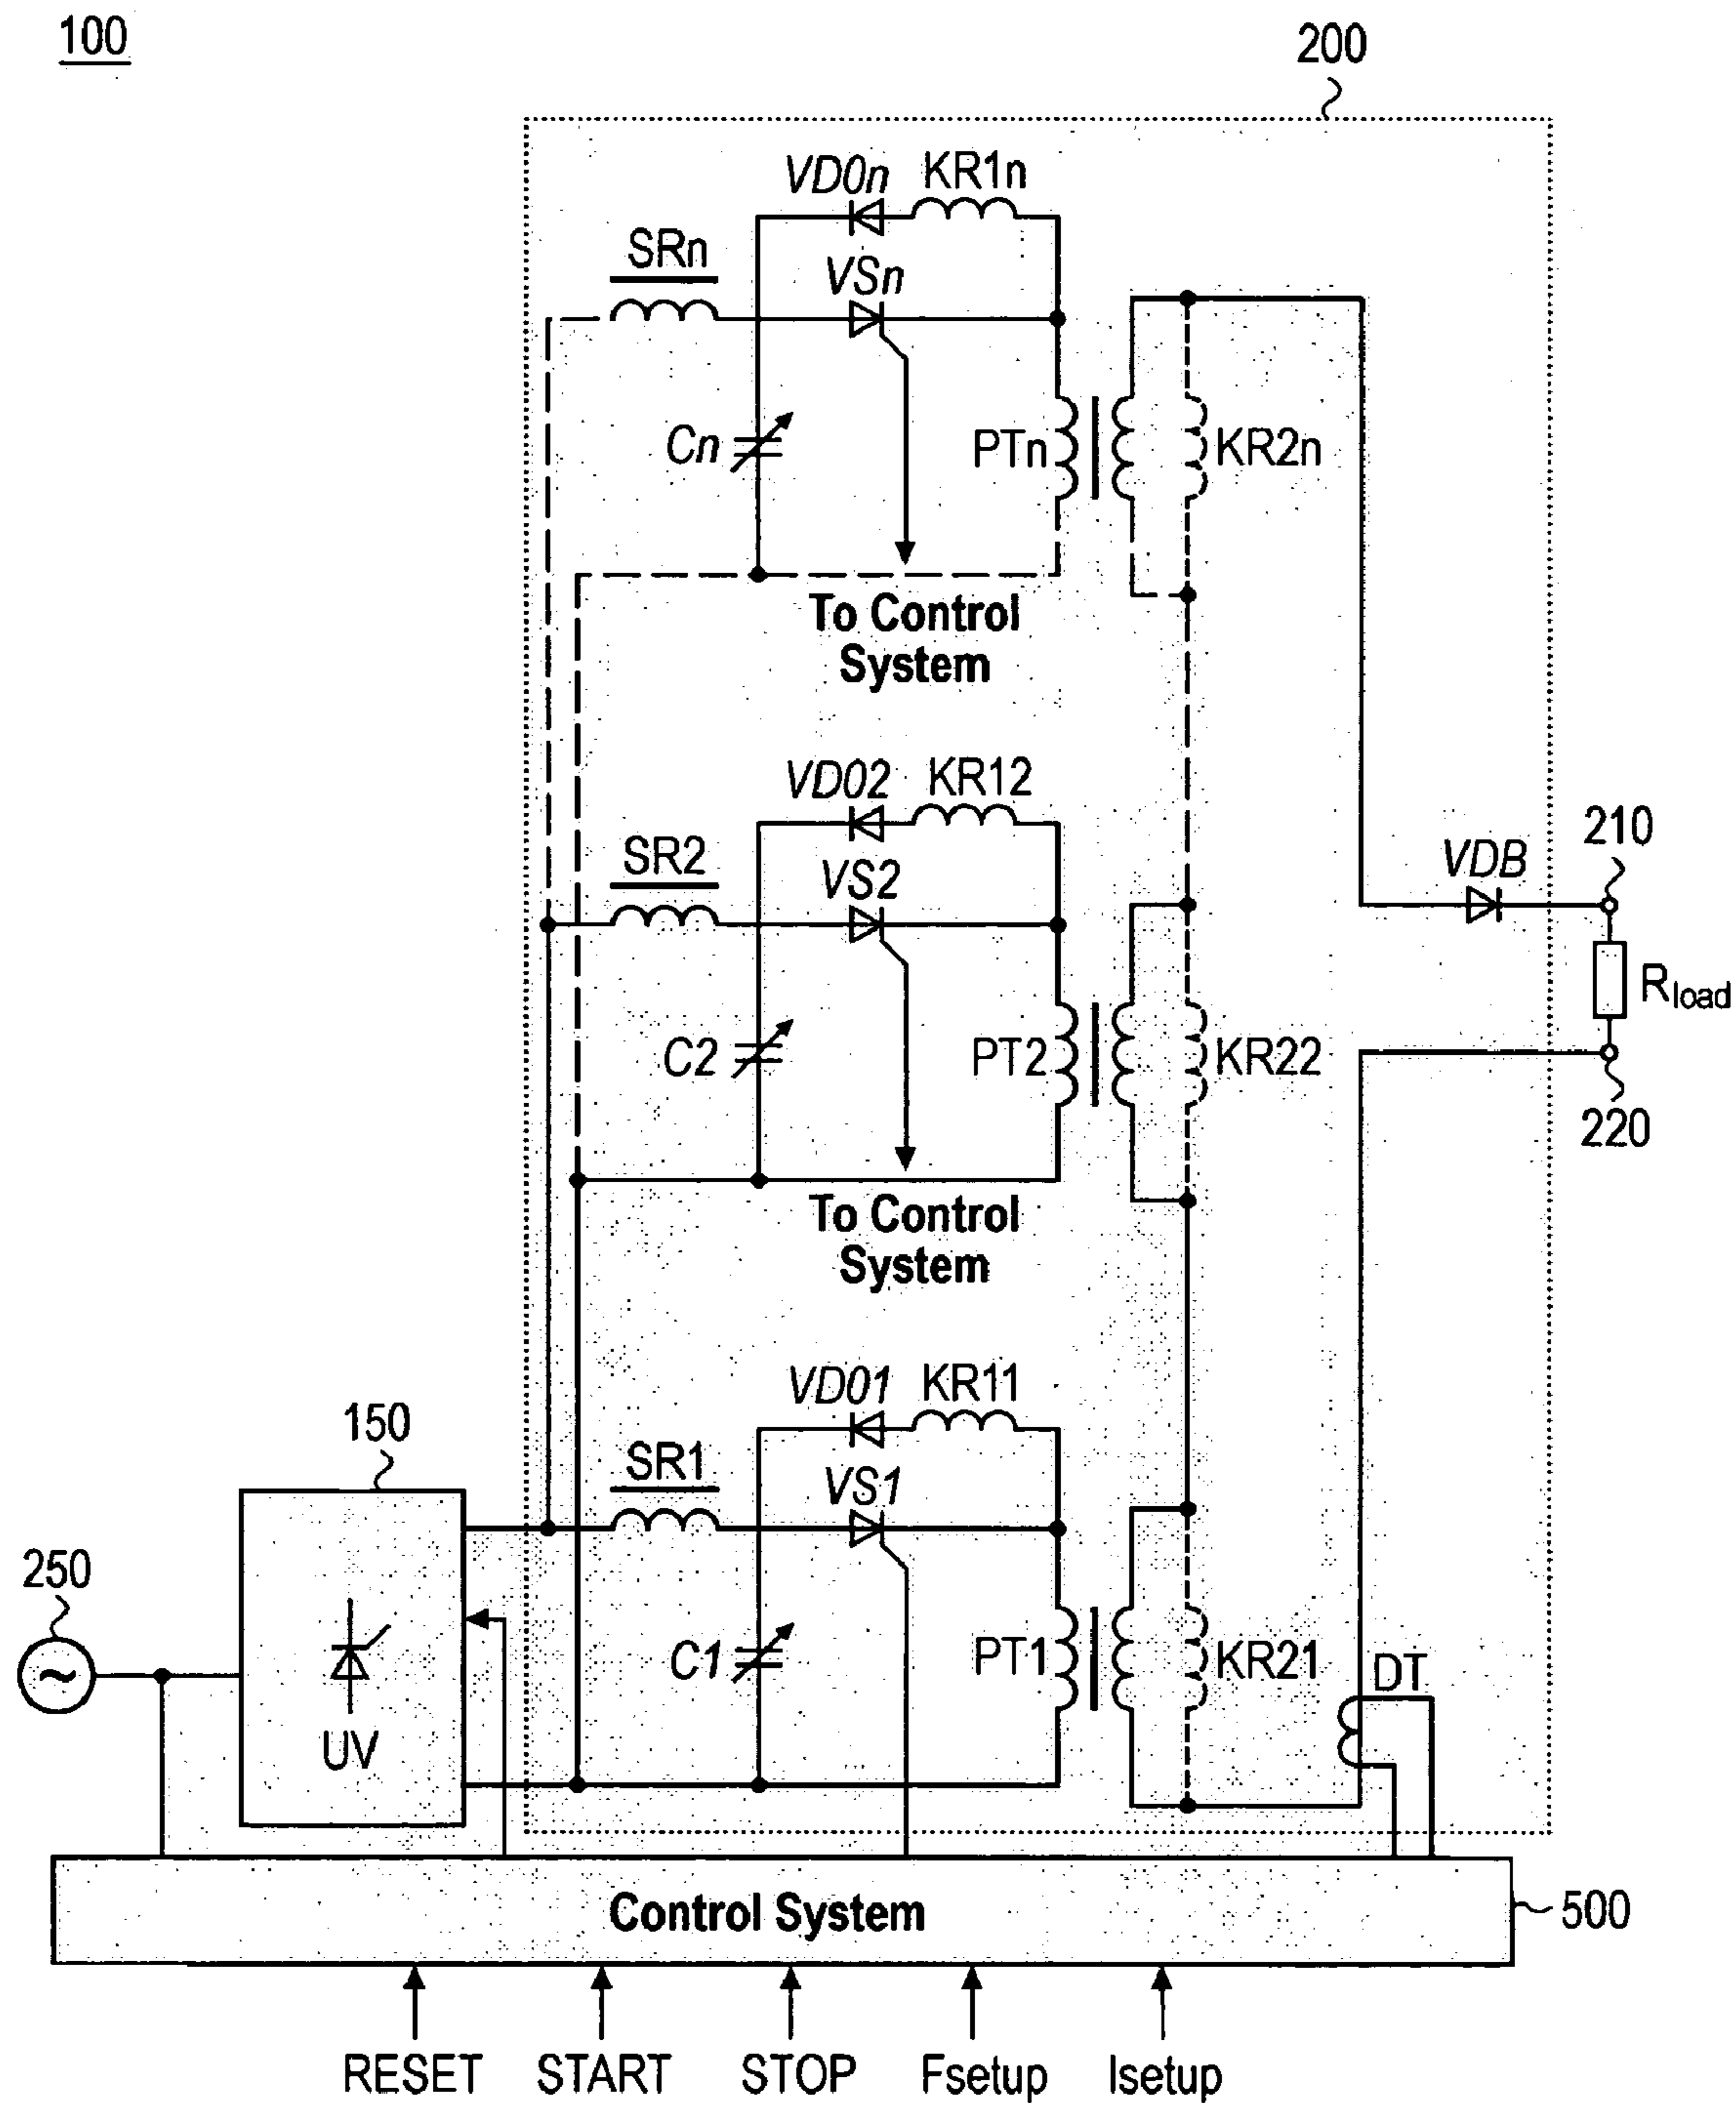 100
200
VD0n
KR1n
SRn
VSn
Cn
PTn
KR2n
To Control
System
VD02
KR12
SR2
VS2
VDB
210
C2
PT2
KR22
Rload
220
To Control
System
VD01
KR11
150
SR1
VS1
250
C1
PT1
KR21
DT
~
UV
Control System
500
RESET
START
STOP
Fsetup
Isetup